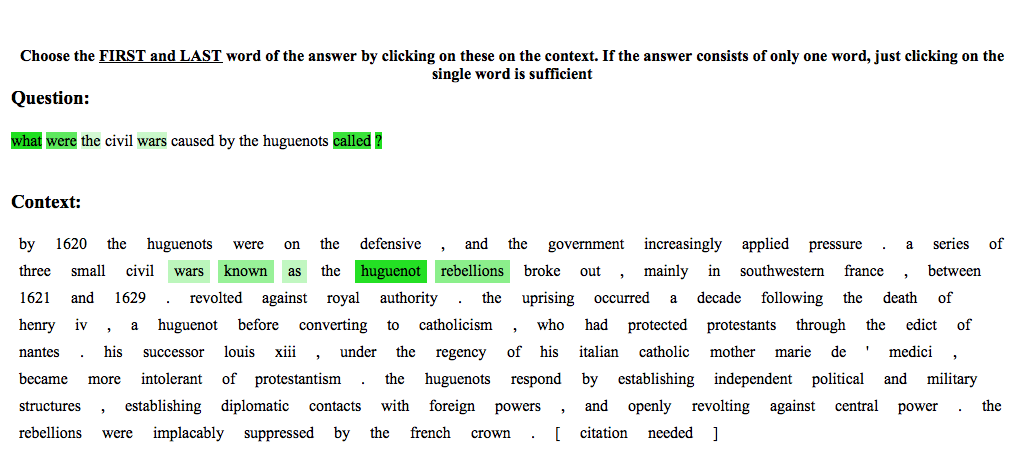 Choose the FIRST and LAST word of the answer by clicking on these on the context. If the answer consists of only one word, just clicking on the
single word is sufficient
Question:
what were the civil wars caused by the huguenots called ?
Context:
by 1620 the huguenots were on the defensive , and the government increasingly applied pressure . a series of
three small civil wars known as the huguenot rebellions broke out , mainly in southwestern france , between
1621 and 1629 . revolted against royal authority . the uprising occurred a decade following the death of
henry iv , a huguenot before converting to catholicism , who had protected protestants through the edict of
nantes . his successor louis xiii , under the regency of his italian catholic mother marie de ' medici ,
became more intolerant of protestantism . the huguenots respond by establishing independent political and military
structures , establishing diplomatic contacts with foreign powers , and openly revolting against central power . the
rebellions were implacably suppressed by the french crown . [ citation needed ]